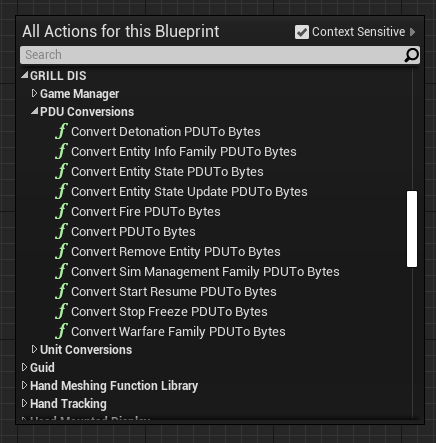 All Actions for this Blueprint
Context Sensitive
Search
GRILL DIS
Game Manager
PDU Conversions
Convert Detonation PDUTo Bytes
Convert Entity Info Family PDUTo Bytes
Convert Entity State PDUTo Bytes
Convert Entity State Update PDUTo Bytes
Convert Fire PDUTo Bytes
Convert PDUTo Bytes
Convert Remove Entity PDUTo Bytes
Convert Sim Management Family PDUTo Bytes
Convert Start Resume PDUTo Bytes
Convert Stop Freeze PDUTo Bytes
Convert Warfare Family PDUTo Bytes
Unit Conversions
Guid
Hand Meshing Function Library
Hand Tracking